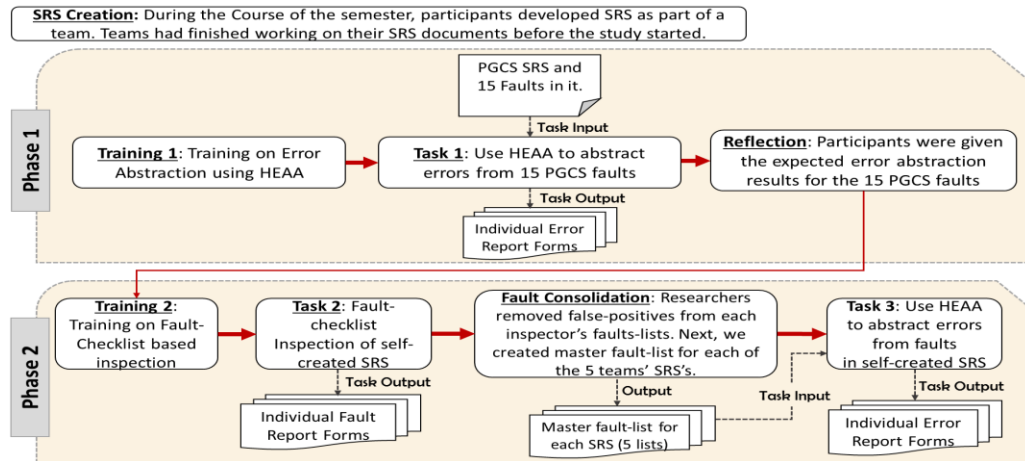 SRS Creation: During the Course of the semester, participants developed SRS as part of a
team. Teams had finished working on their SRS documents before the study started.
Phase 1
PGCS SRS and
15 Faults in it.
Task Input
Training 1: Training on Error
Abstraction using HEAA
Task 1: Use HEAA to abstract
errors from 15 PGCS faults
Reflection: Participants were given
the expected error abstraction
results for the 15 PGCS faults
Task Output
Individual Error
Report Forms
Phase 2
Training 2:
Training on Fault-
Checklist based
inspection
Task 2: Fault-
checklist
Inspection of self-
created SRS
Fault Consolidation: Researchers
removed false-positives from each
inspector's faults-lists. Next, we
created master fault-list for each of
the 5 teams' SRS's.
Task 3: Use HEAA
to abstract errors
from faults
in self-created SRS
Task Output
Individual Fault
Report Forms
Output
Master fault-list for
each SRS (5 lists)
Task Input
Task Output
Individual Error
Report Forms